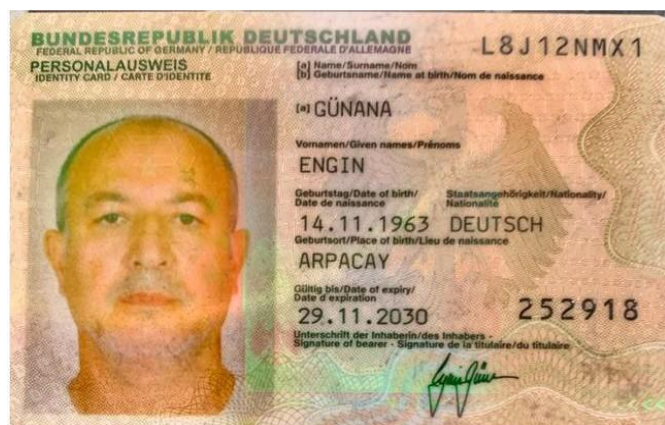 BUNDESREPUBLIK DEUTSCHLAND
FEDERAL REPUBLIC OF GERMANY / REPUBLIQUE FEDERALE D'ALLEMAGNE
PERSONALAUSWEIS
IDENTITY CARD / CARTE D'IDENTITE
L8J12NMX1
[a] Name/Surname/Nom
[b] Geburtsname/Name at birth/Nom de naissance
[a] GÜNANA
Vornamen/Given names/Prénoms
ENGIN
Geburtstag/Date of birth/ Staatsangehörigkeit/Nationality/
Date de naissance Nationalité
14.11.1963 DEUTSCH
Geburtsort/Place of birth/Lieu de naissance
ARPACAY
Gültig bis/Date of expiry/
Date d'expiration
29.11.2030 252918
Unterschrift der Inhaberin/des Inhabers -
Signature of bearer - Signature de la titulaire/du titulaire